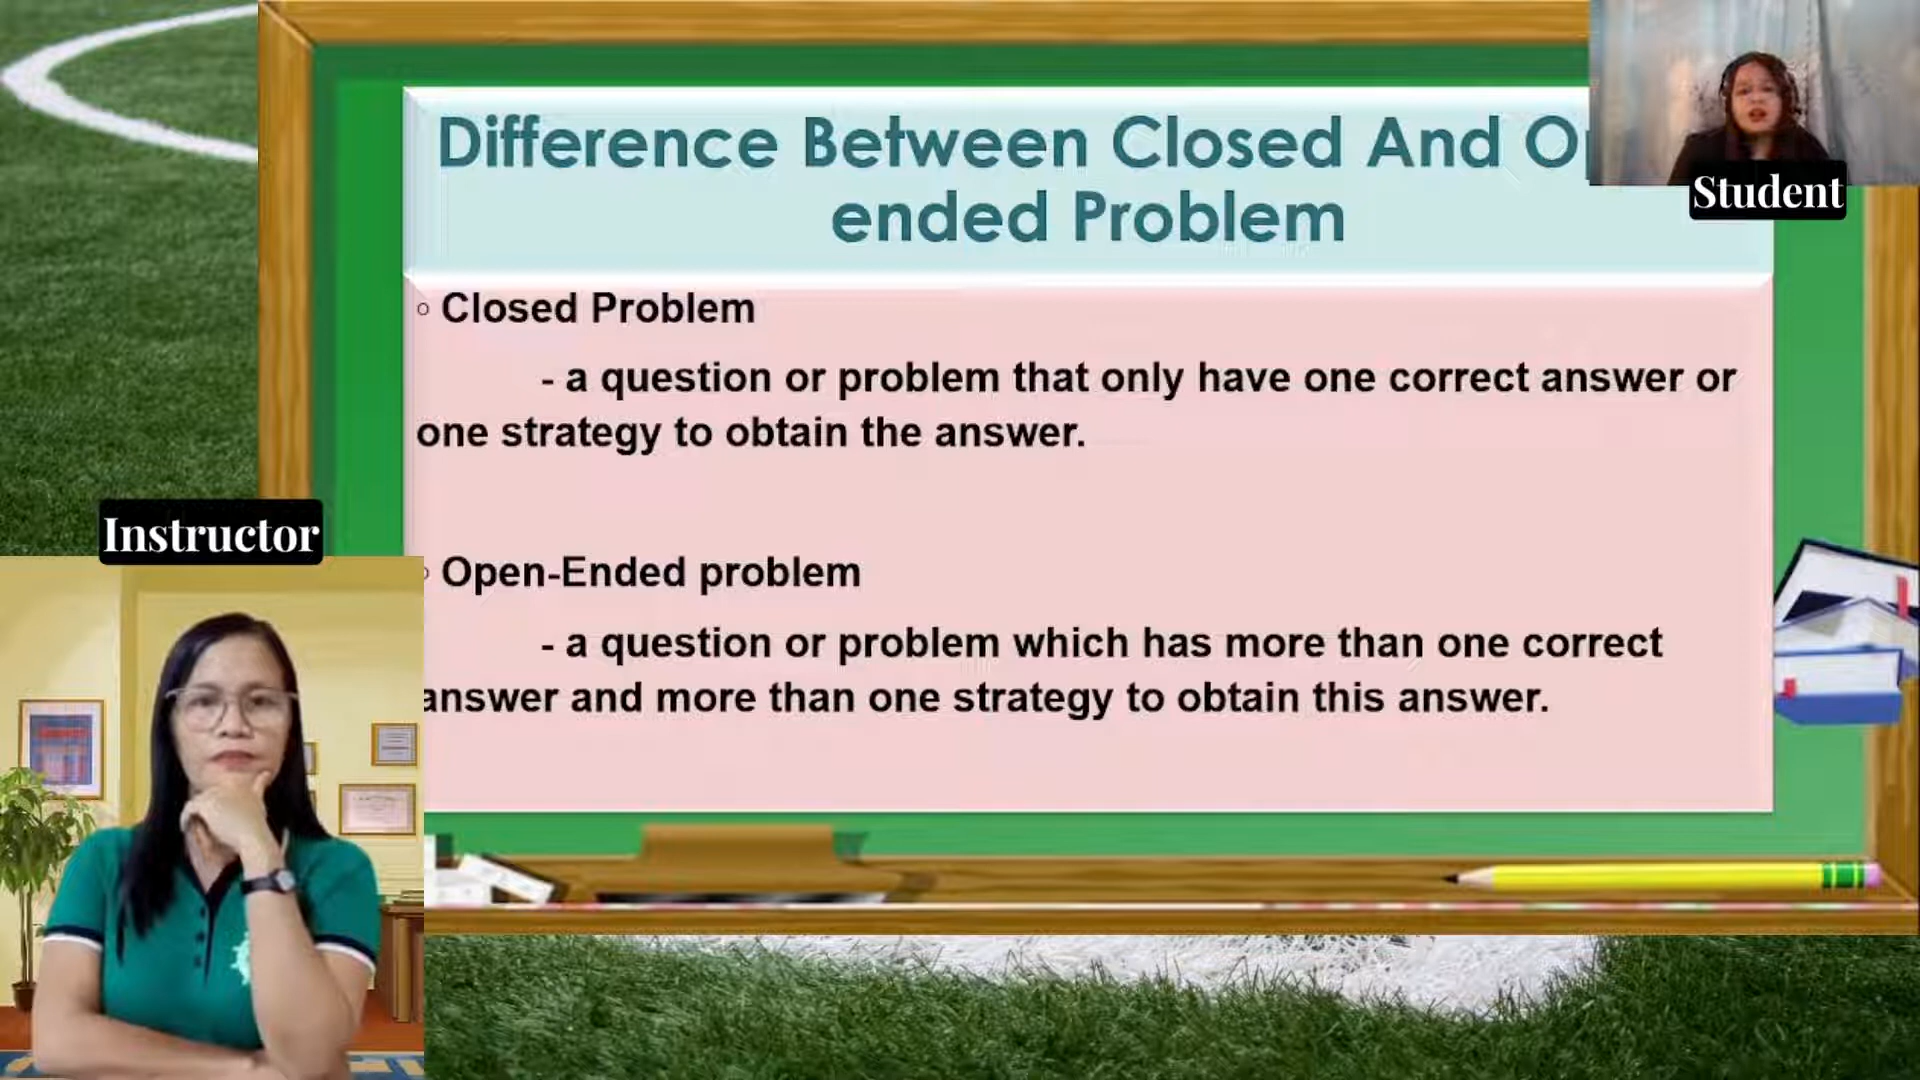 Difference Between Closed And
ended Problem
Student
Closed Problem
- a question or problem that only have one correct answer or
one strategy to obtain the answer.
Instructor
Open-Ended problem
- a question or problem which has more than one correct
answer and more than one strategy to obtain this answer.